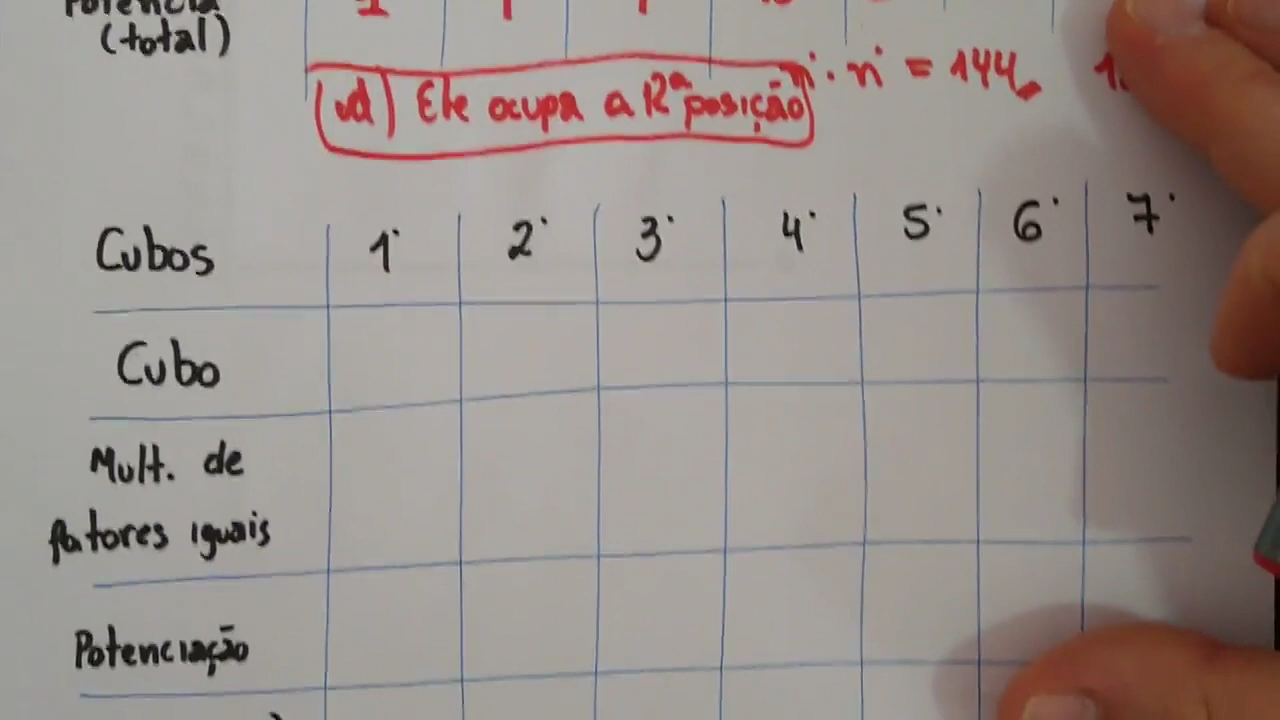 Potência
(total)
d) Ele ocupa a 12ª posição
n · n = 144
Cubos 1° 2° 3° 4° 5° 6° 7°
Cubo
Mult. de
fatores iguais
Potenciação